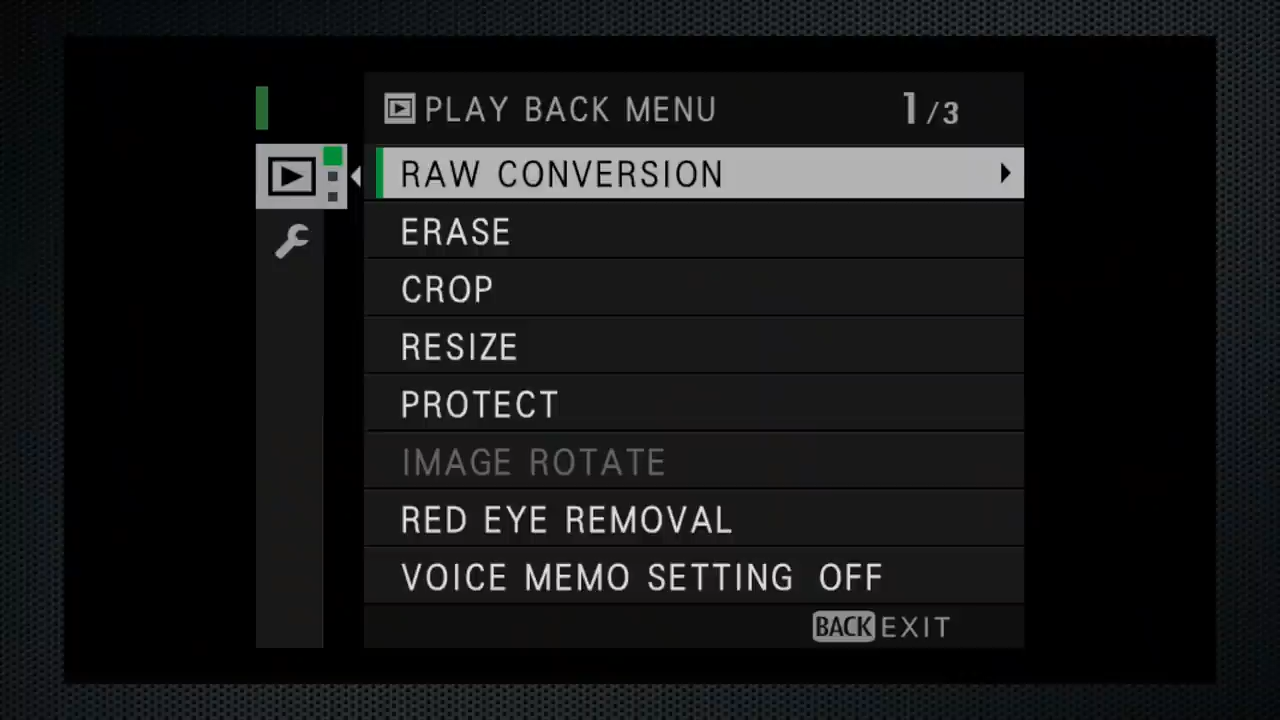 PLAY BACK MENU 1/3
RAW CONVERSION
ERASE
CROP
RESIZE
PROTECT
IMAGE ROTATE
RED EYE REMOVAL
VOICE MEMO SETTING OFF
BACK EXIT